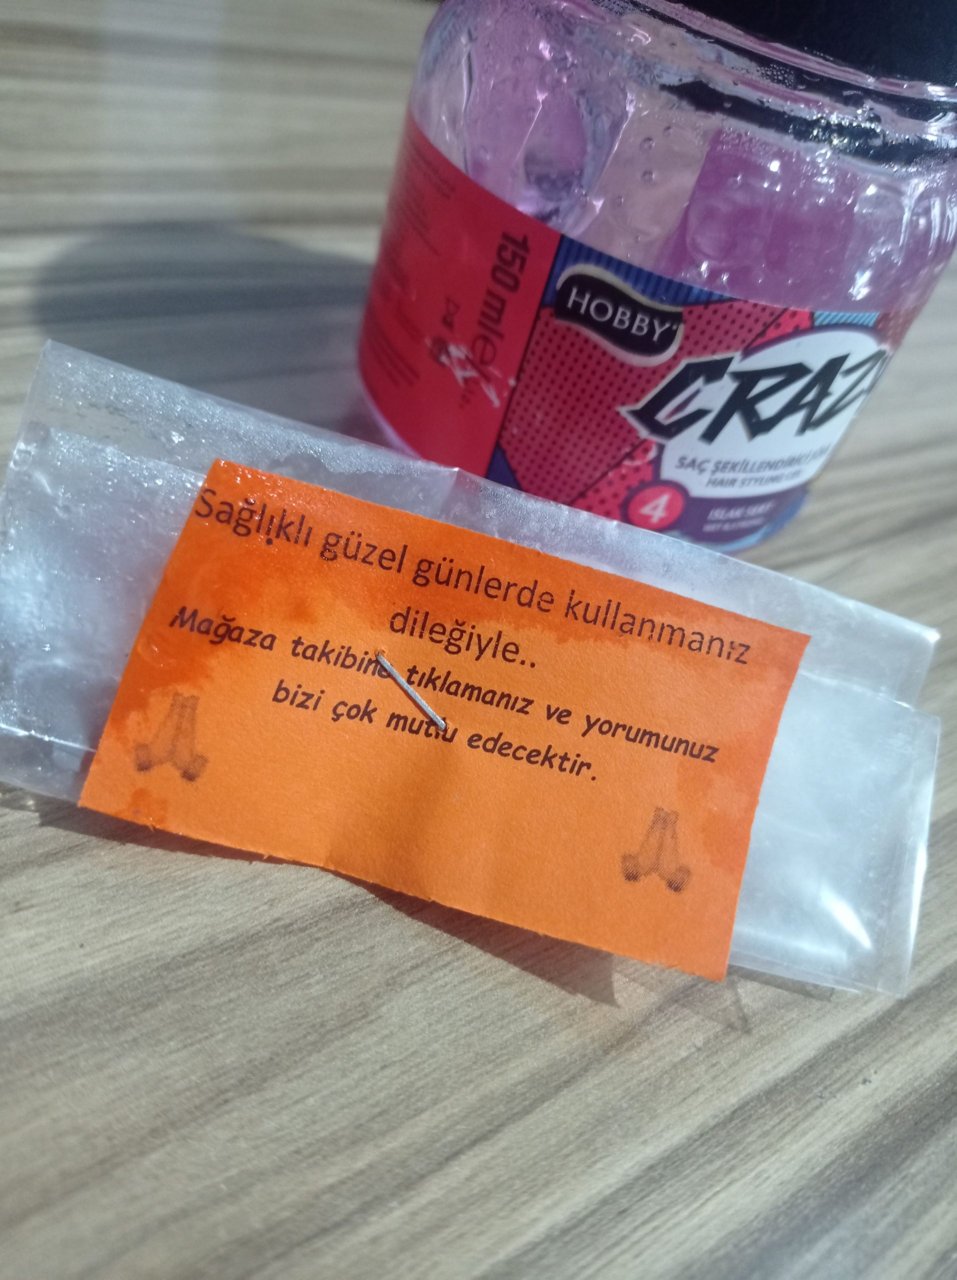 150 ml
HOBBY
CRAZ
SAÇ ŞEKİLLENDİRİCİ
HAIR STYLING GEL
4
Sağlıklı güzel günlerde kullanmanız
dileğiyle..
Mağaza takibine tıklamanız ve yorumunuz
bizi çok mutlu edecektir.